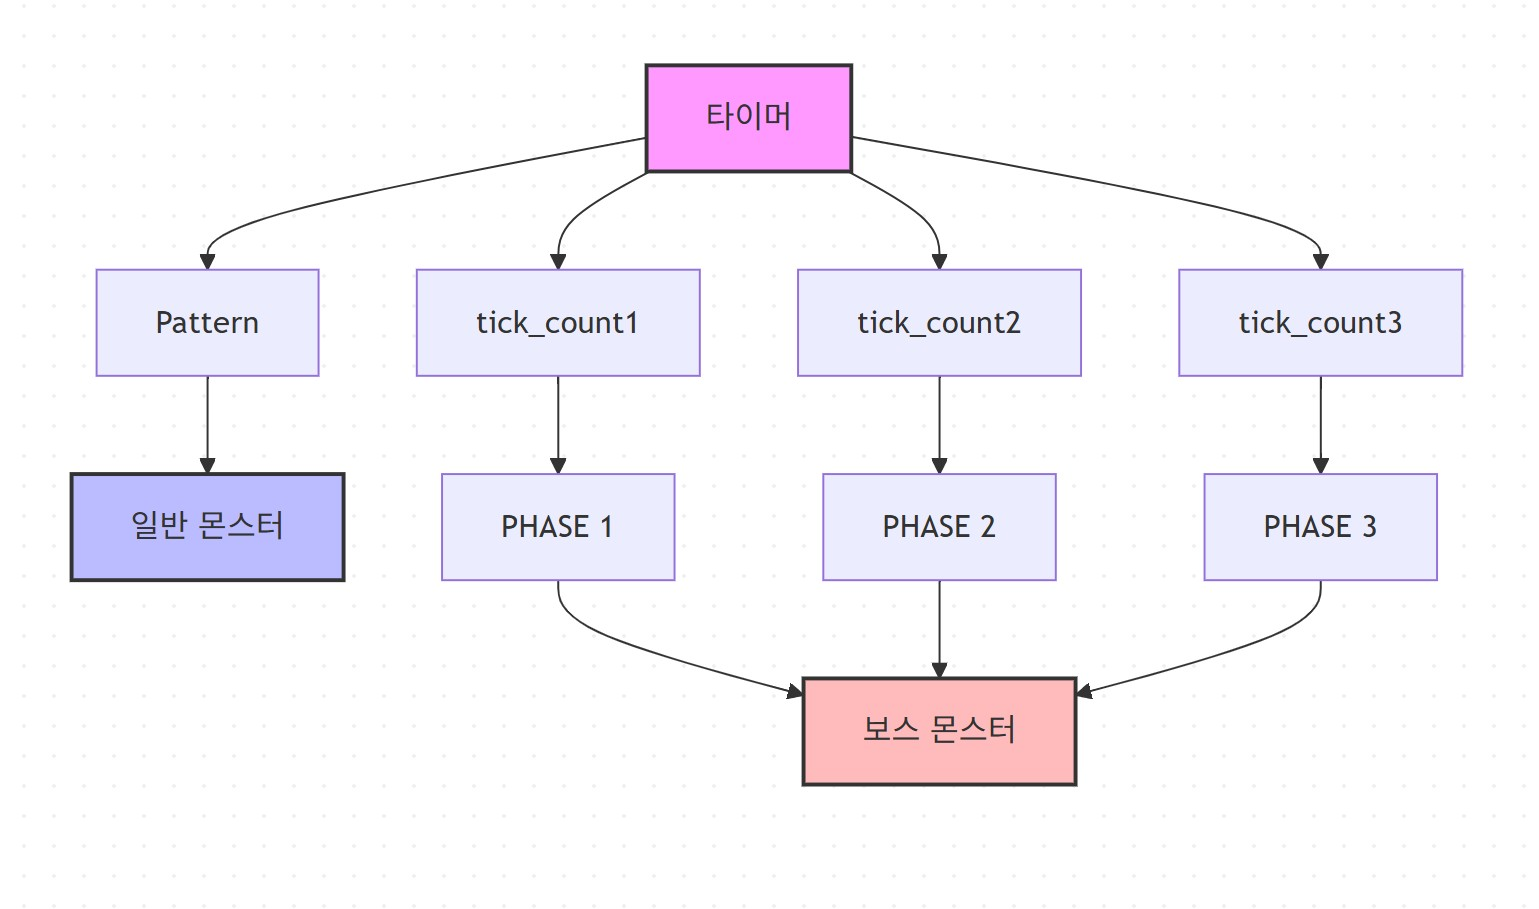 타이머
Pattern
tick_count1
tick_count2
tick_count3
일반 몬스터
PHASE 1
PHASE 2
PHASE 3
보스 몬스터